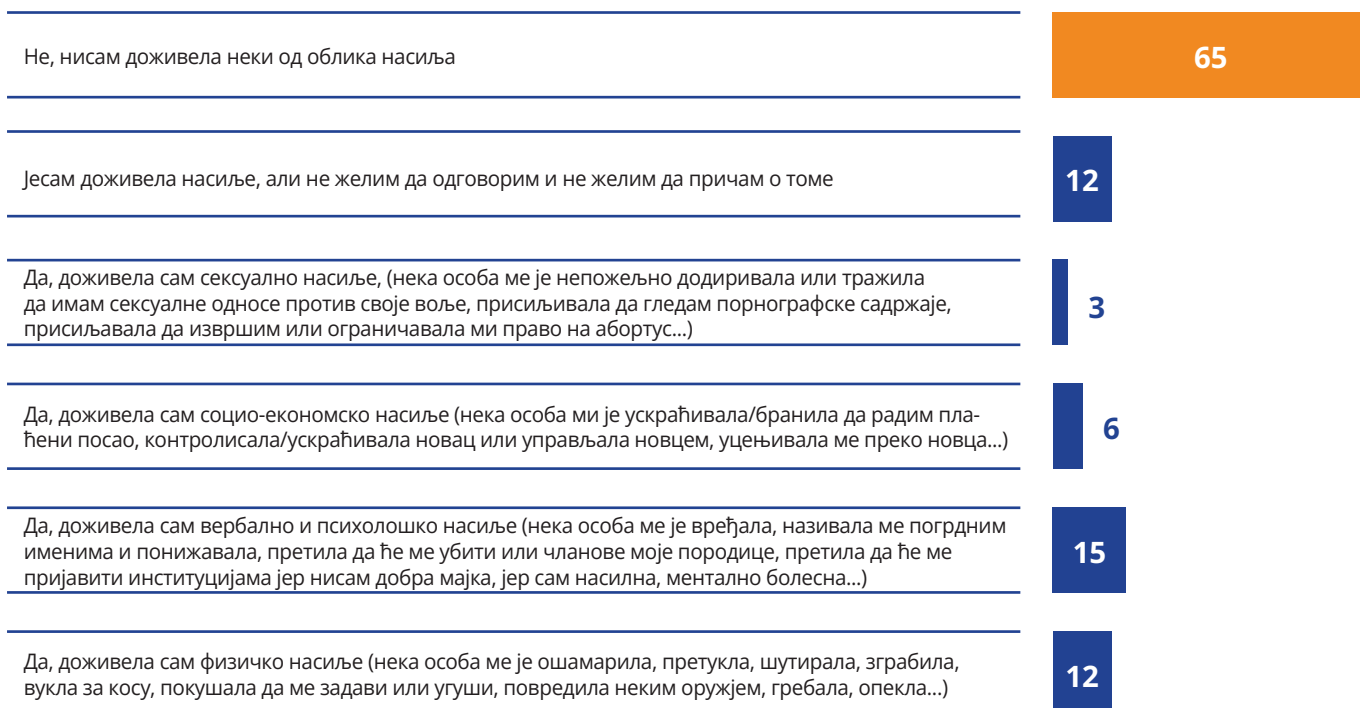 Не, нисам доживела неки од облика насиља
65
Јесам доживела насиље, али не желим да одговорим и не желим да причам о томе
12
Да, доживела сам сексуално насиље, (нека особа ме је непожељно додиривала или тражила
да имам сексуалне односе против своје воље, присиљивала да гледам порнографске садржаје,
присиљавала да извршим или ограничавала ми право на абортус...)
3
Да, доживела сам социо-економско насиље (нека особа ми је ускраћивала/бранила да радим пла-
ћени посао, контролисала/ускраћивала новац или управљала новцем, уцењивала ме преко новца...)
6
Да, доживела сам вербално и психолошко насиље (нека особа ме је вређала, називала ме погрдним
именима и понижавала, претила да ће ме убити или чланове моје породице, претила да ће ме
пријавити институцијама јер нисам добра мајка, јер сам насилна, ментално болесна...)
15
Да, доживела сам физичко насиље (нека особа ме је ошамарила, претукла, шутирала, зграбила,
вукла за косу, покушала да ме задави или угуши, повредила неким оружјем, гребала, опекла...)
12